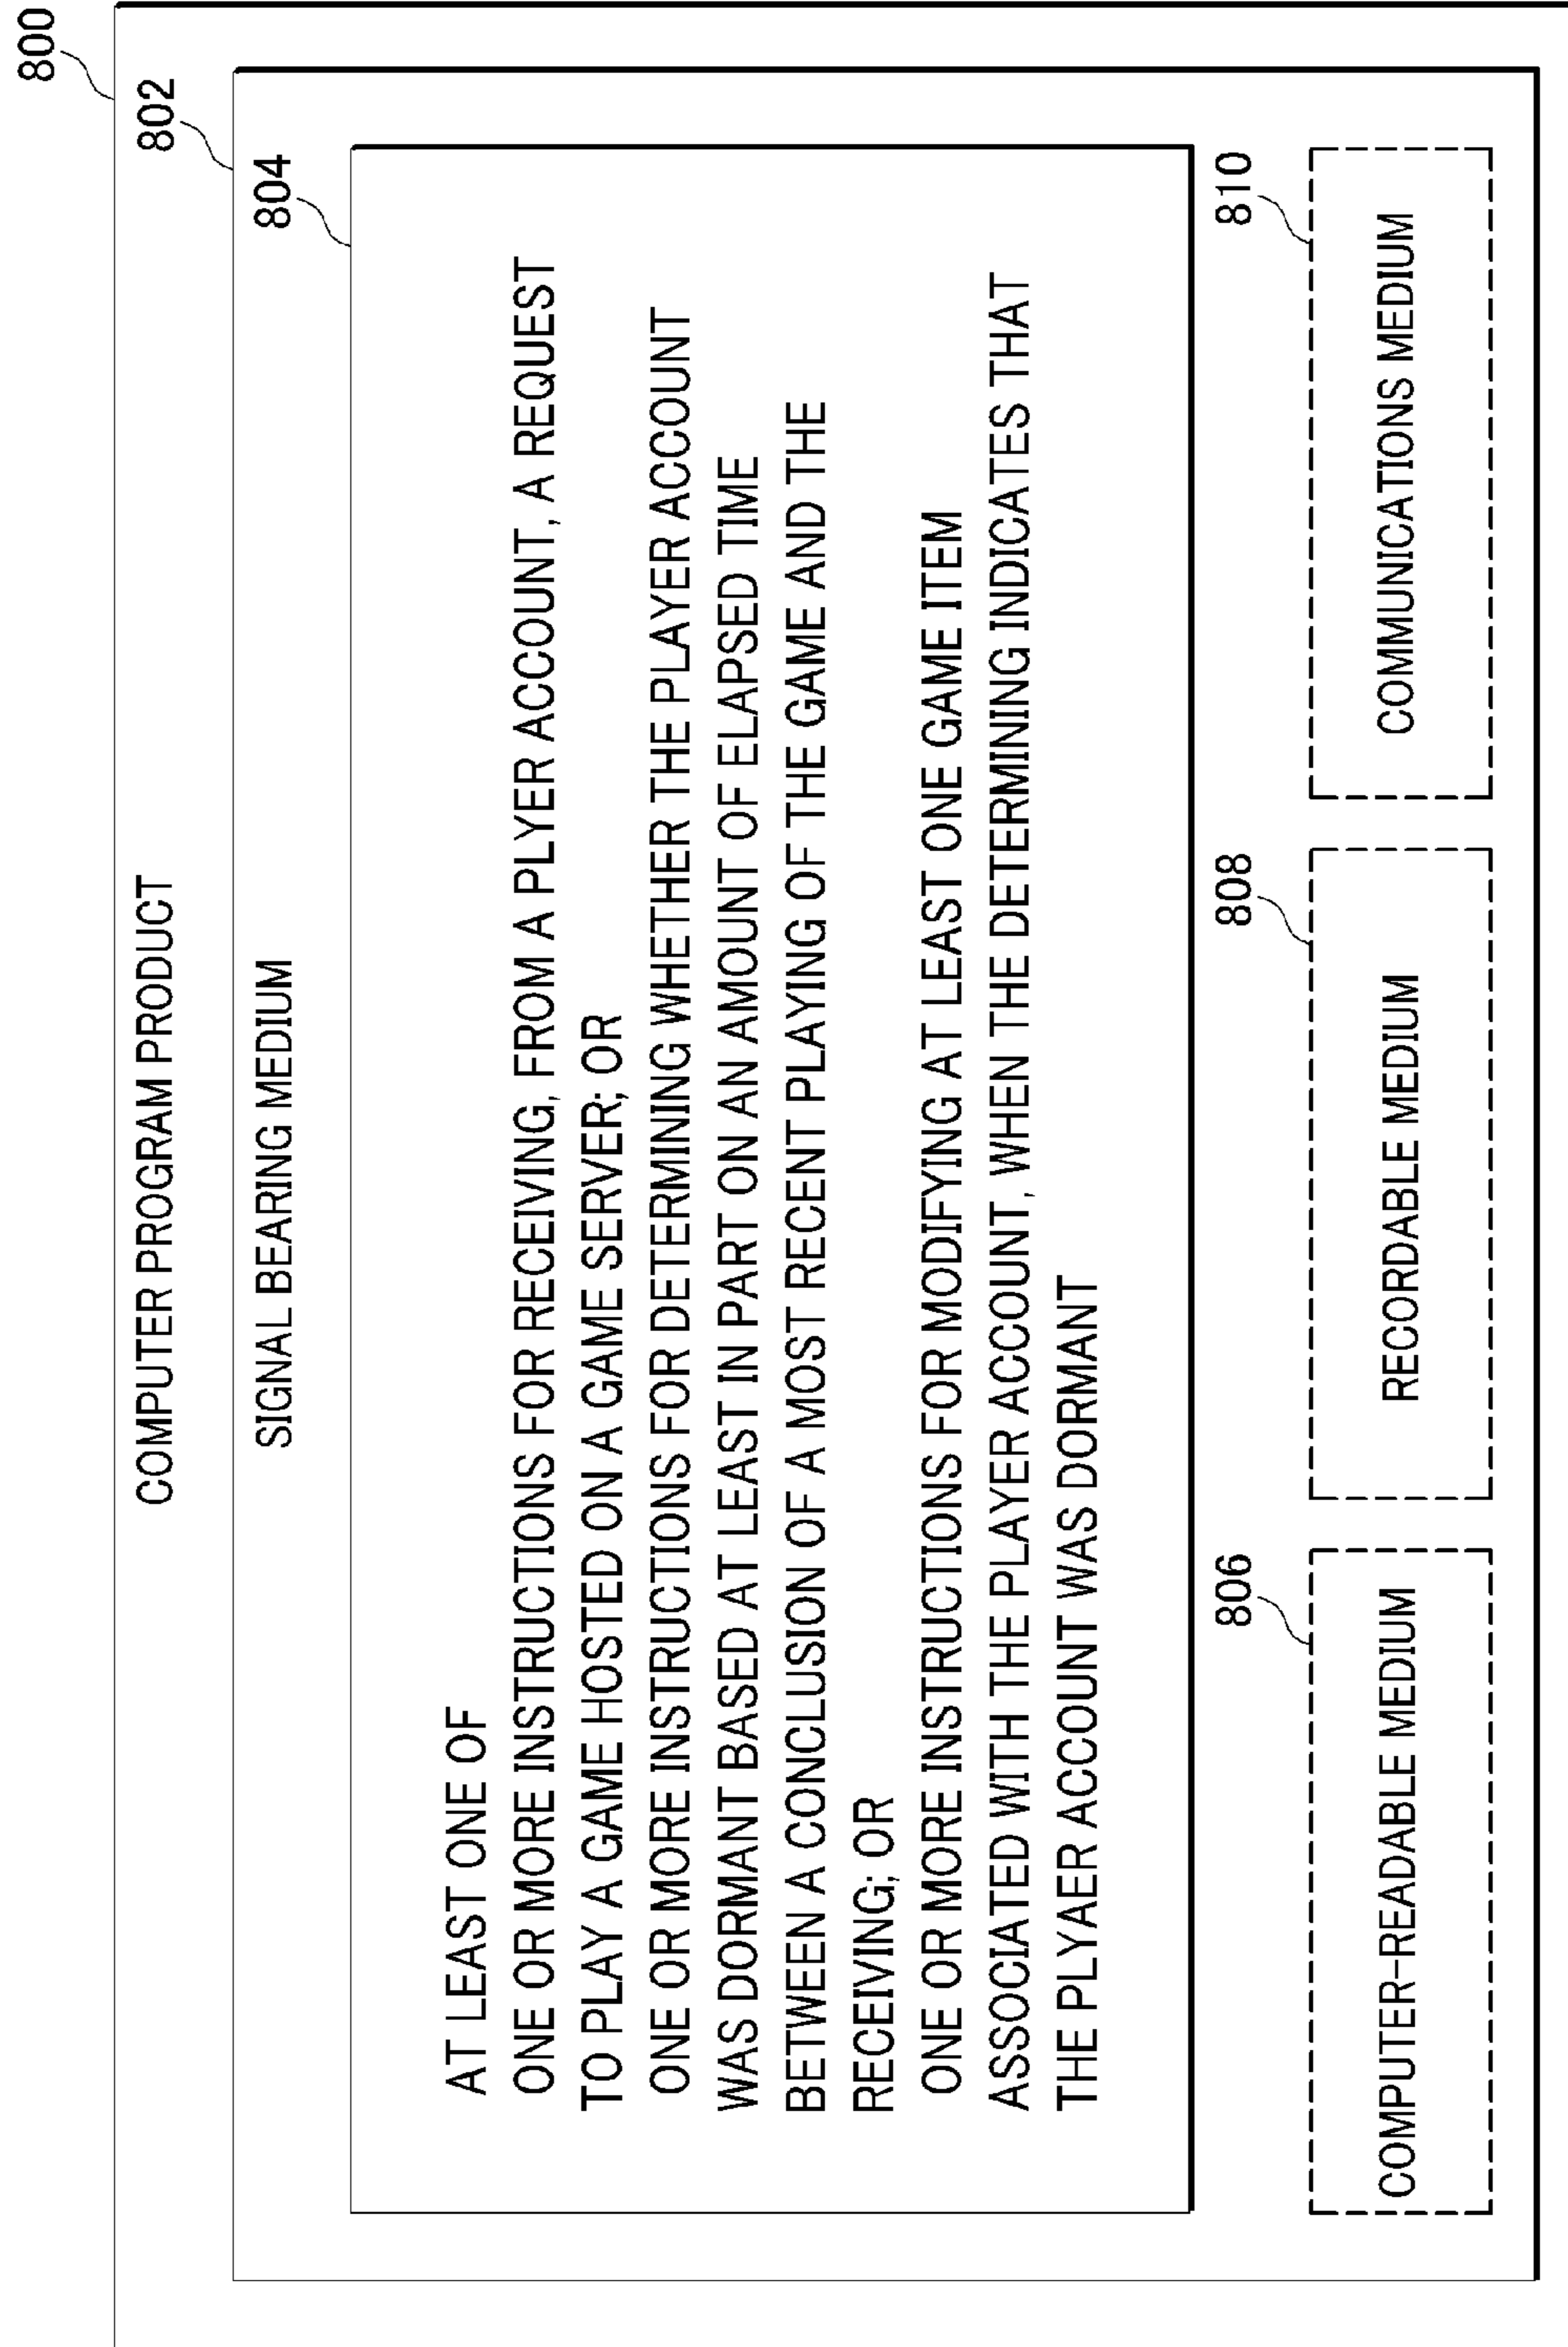 800
COMPUTER PROGRAM PRODUCT
802
SIGNAL BEARING MEDIUM
804
AT LEAST ONE OF
ONE OR MORE INSTRUCTIONS FOR RECEIVING, FROM A PLYER ACCOUNT, A REQUEST
TO PLAY A GAME HOSTED ON A GAME SERVER; OR
ONE OR MORE INSTRUCTIONS FOR DETERMINING WHETHER THE PLAYER ACCOUNT
WAS DORMANT BASED AT LEAST IN PART ON AN AMOUNT OF ELAPSED TIME
BETWEEN A CONCLUSION OF A MOST RECENT PLAYING OF THE GAME AND THE
RECEIVING; OR
ONE OR MORE INSTRUCTIONS FOR MODIFYING AT LEAST ONE GAME ITEM
ASSOCIATED WITH THE PLAYER ACCOUNT, WHEN THE DETERMINING INDICATES THAT
THE PLYAER ACCOUNT WAS DORMANT
806
COMPUTER-READABLE MEDIUM
808
RECORDABLE MEDIUM
810
COMMUNICATIONS MEDIUM